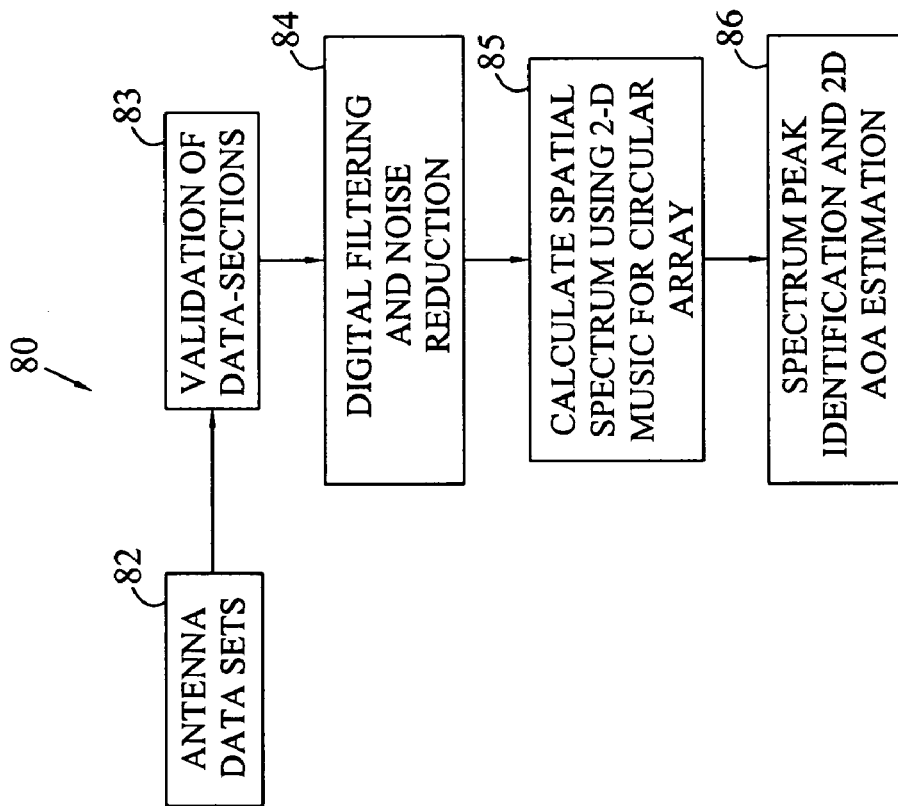 80
82
ANTENNA
DATA SETS
83
VALIDATION OF
DATA-SECTIONS
84
DIGITAL FILTERING
AND NOISE
REDUCTION
85
CALCULATE SPATIAL
SPECTRUM USING 2-D
MUSIC FOR CIRCULAR
ARRAY
86
SPECTRUM PEAK
IDENTIFICATION AND 2D
AOA ESTIMATION